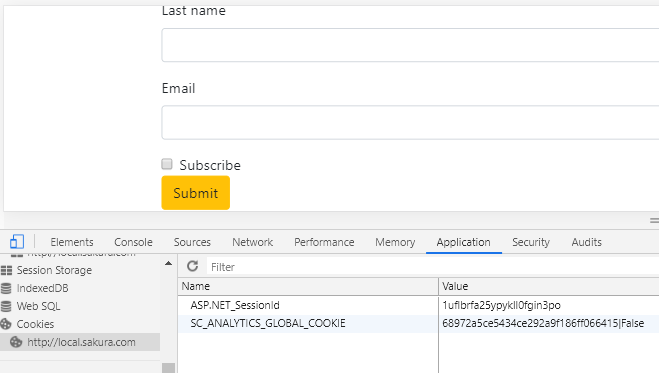 Last name
Email
Subscribe
Submit
Elements Console Sources Network Performance Memory Application Security Audits
http://local.sakura.com
Session Storage
IndexedDB
Web SQL
Cookies
http://local.sakura.com
Filter
Name Value
ASP.NET_SessionId 1uflbrfa25ypykll0fgin3po
SC_ANALYTICS_GLOBAL_COOKIE 68972a5ce5434ce292a9f186ff066415|False